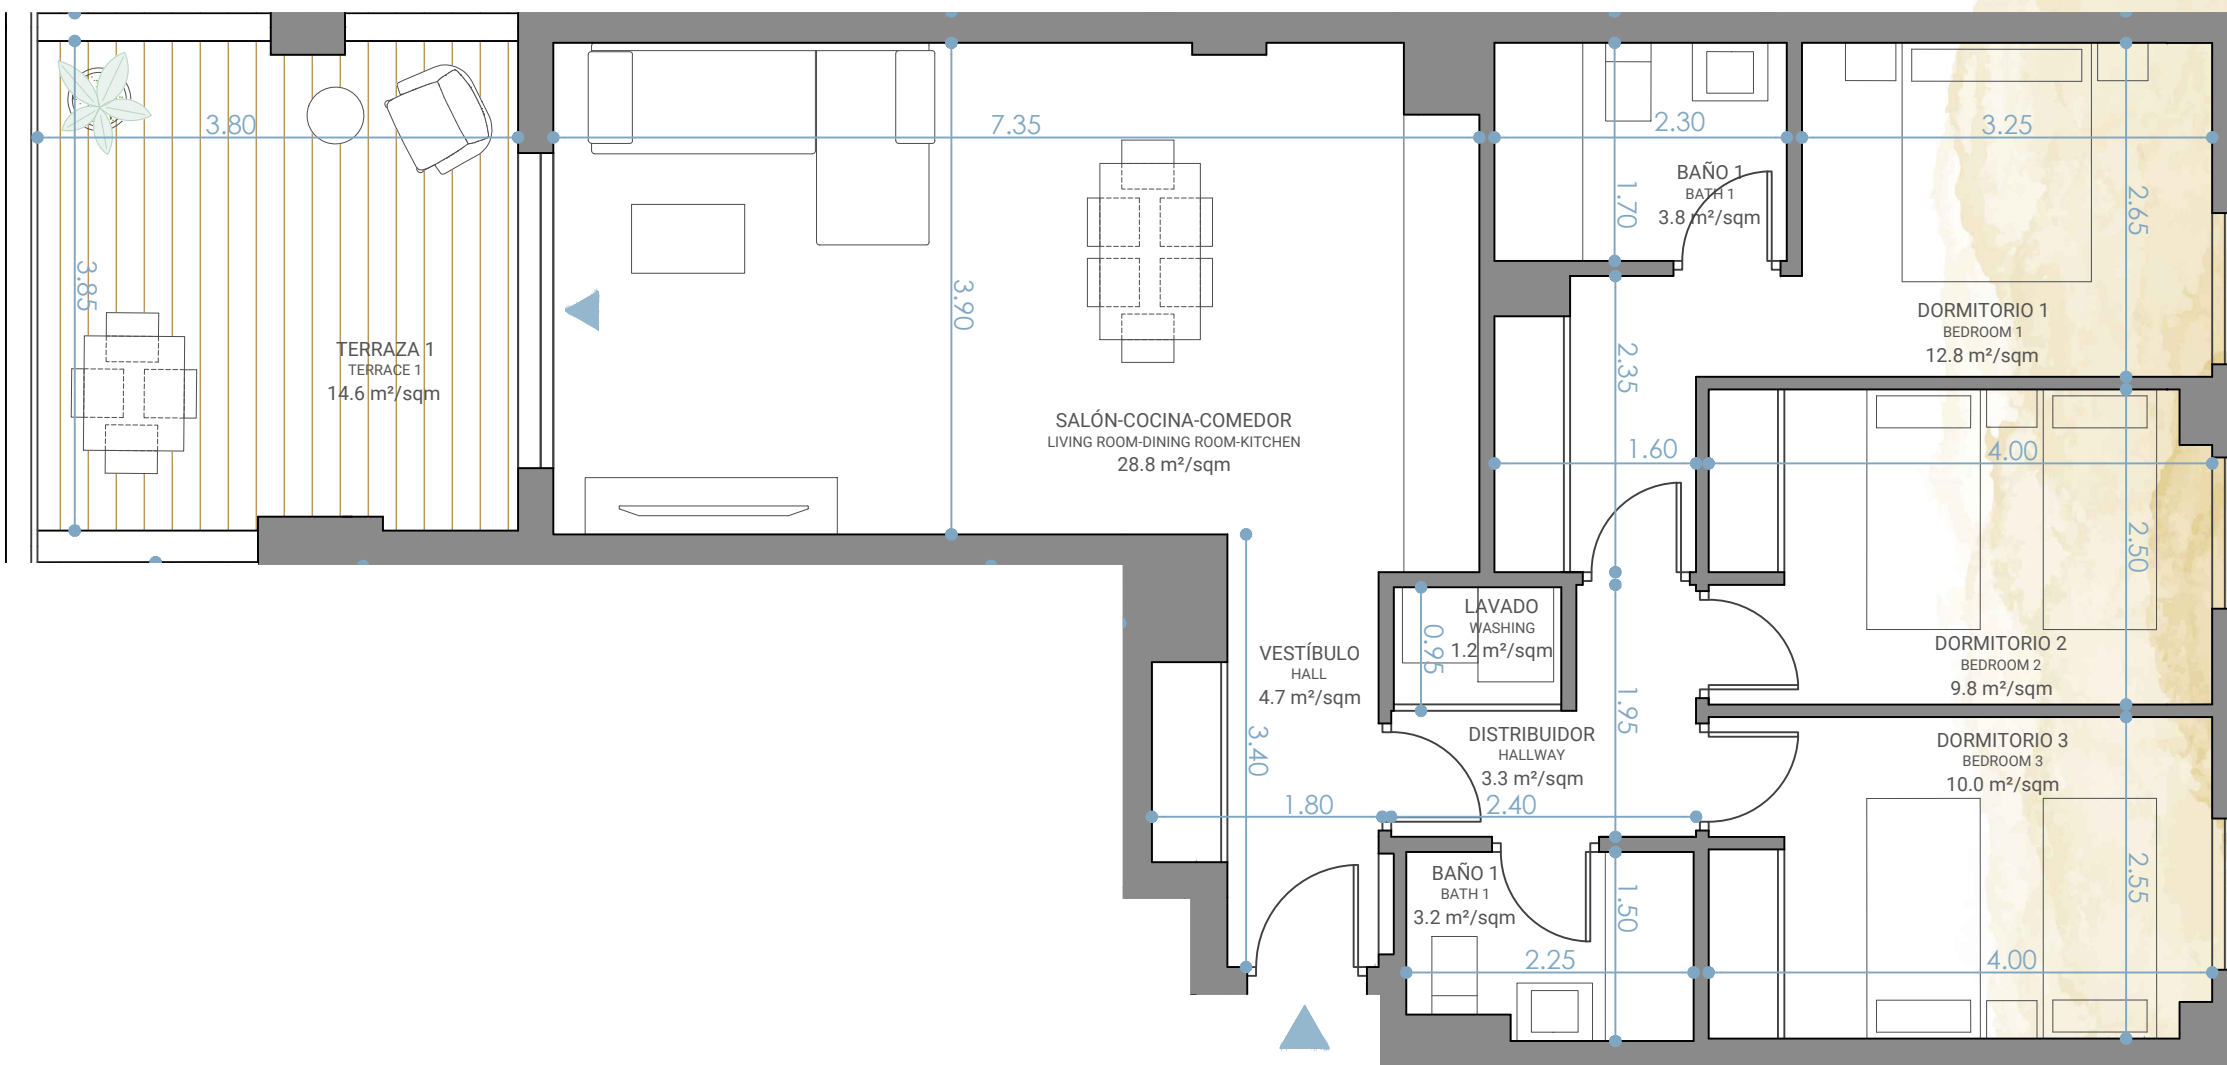 3.80
7.35
2.30
3.25
BAÑO 1
BATH 1
3.8 m²/sqm
1.70
2.65
3.85
3.90
DORMITORIO 1
BEDROOM 1
12.8 m²/sqm
TERRAZA 1
TERRACE 1
14.6 m²/sqm
2.35
SALÓN-COCINA-COMEDOR
LIVING ROOM-DINING ROOM-KITCHEN
28.8 m²/sqm
1.60
4.00
2.50
LAVADO
WASHING
1.2 m²/sqm
0.95
VESTÍBULO
HALL
4.7 m²/sqm
DORMITORIO 2
BEDROOM 2
9.8 m²/sqm
1.95
3.40
DISTRIBUIDOR
HALLWAY
3.3 m²/sqm
DORMITORIO 3
BEDROOM 3
10.0 m²/sqm
1.80
2.40
BAÑO 1
BATH 1
3.2 m²/sqm
1.50
2.55
2.25
4.00